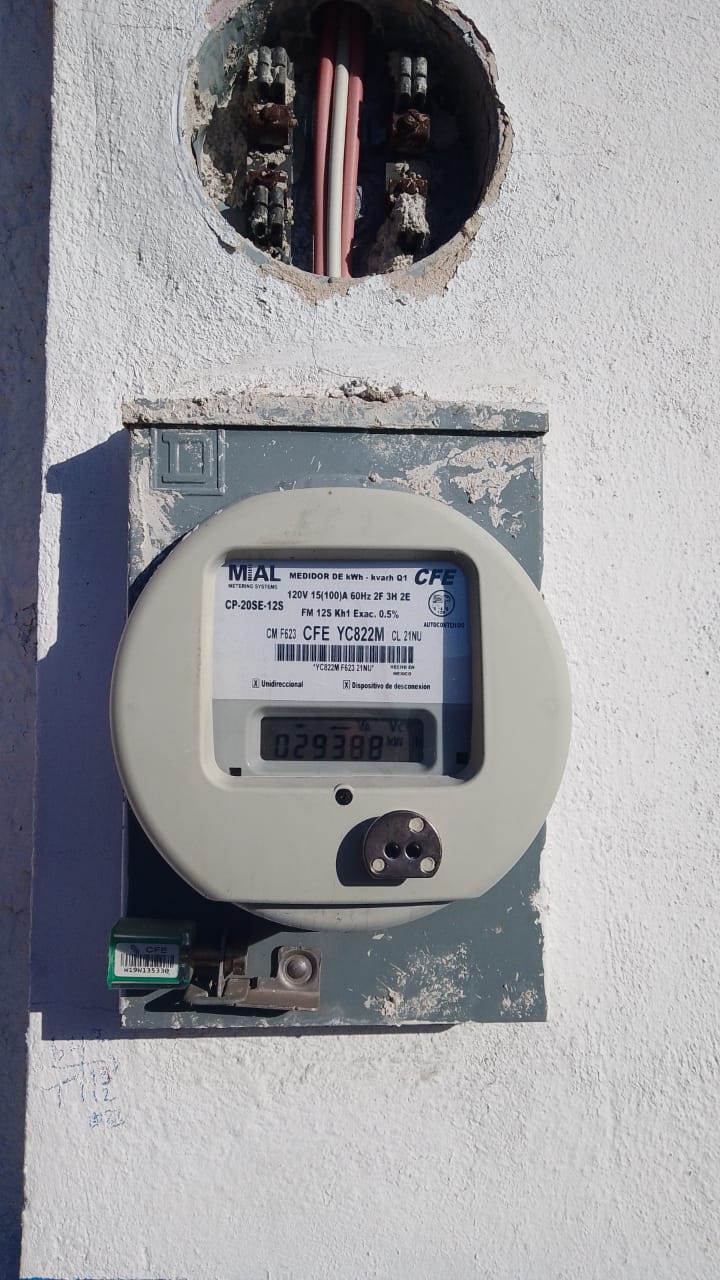 MIAL
METERING SYSTEMS
MEDIDOR DE kWh - kvarh Q1
CFE
120V 15(100)A 60Hz 2F 3H 2E
CP-20SE-12S
FM 12S Kh1 Exac. 0.5%
AUTOCONTENIDO
CM F623 CFE YC822M CL 21NU
*YC822M F623 21NU*
HECHO EN
MEXICO
X Unidireccional
X Dispositivo de desconexion
029388 kW
CFE
W19W135330